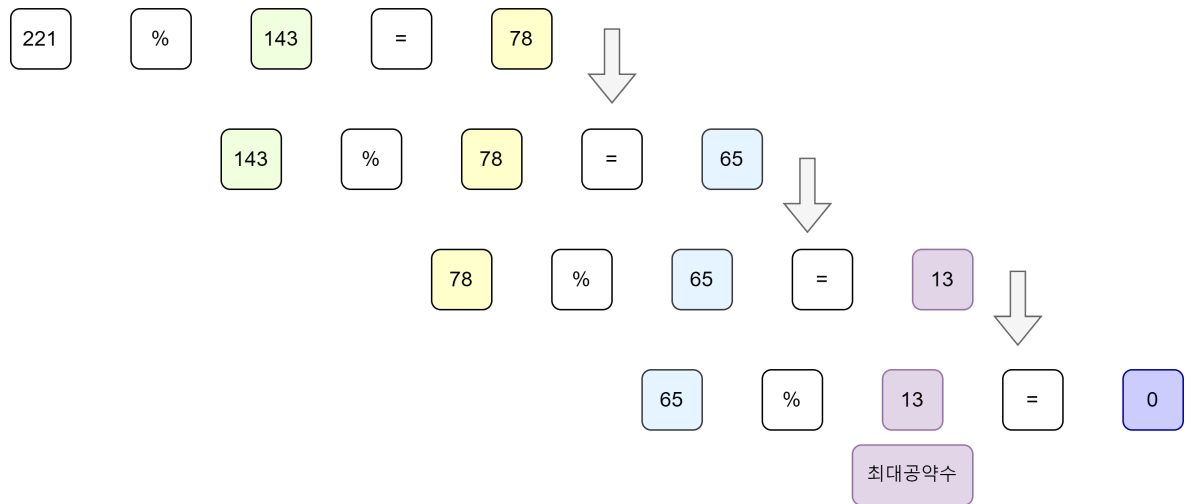 221 % 143 = 78
143 % 78 = 65
78 % 65 = 13
65 % 13 = 0
최대공약수